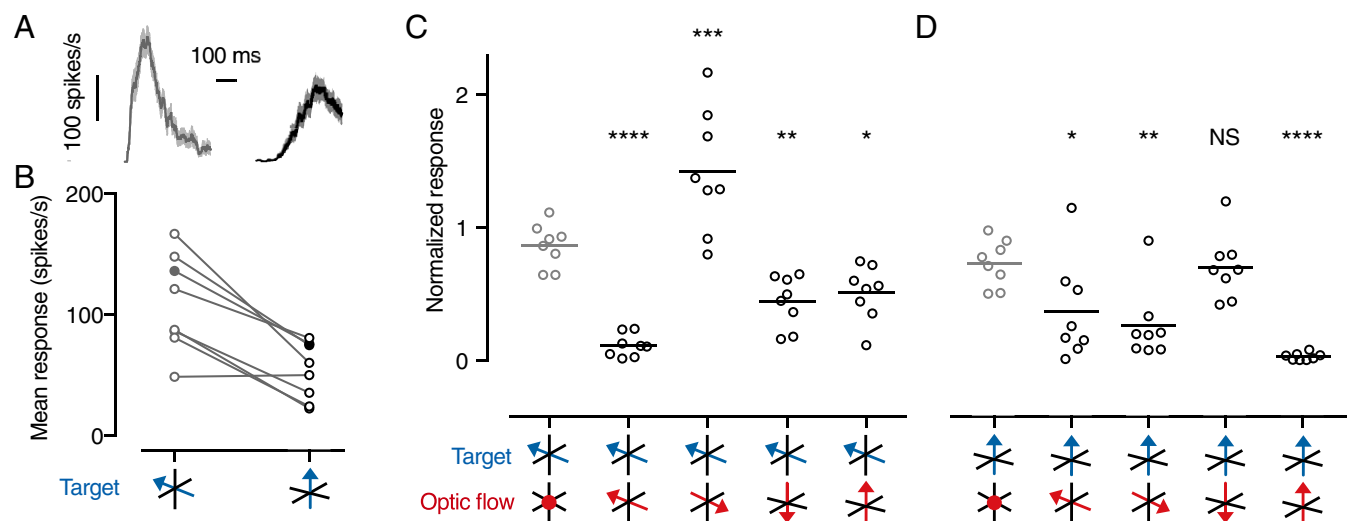 A
100 spikes/s
100 ms
B
Mean response (spikes/s)
200
100
0
Target
C
Normalized response
2
1
0
****
***
**
*
Target
Optic flow
D
*
**
NS
****